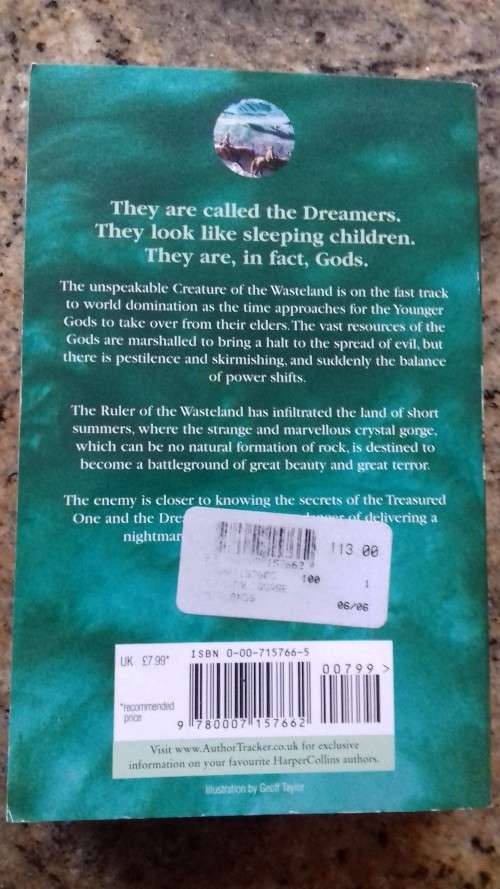 They are called the Dreamers.
They look like sleeping children.
They are, in fact, Gods.
The unspeakable Creature of the Wasteland is on the fast track
to world domination as the time approaches for the Younger
Gods to take over from their elders. The vast resources of the
Gods are marshalled to bring a halt to the spread of evil, but
there is pestilence and skirmishing, and suddenly the balance
of power shifts.
The Ruler of the Wasteland has infiltrated the land of short
summers, where the strange and marvellous crystal gorge,
which can be no natural formation of rock, is destined to
become a battleground of great beauty and great terror.
The enemy is closer to knowing the secrets of the Treasured
One and the of delivering a
113 00
100 1
06/06
UK £7.99*
ISBN 0-00-715766-5
00799 >
*recommended
price
9 780007 157662
Visit www.AuthorTracker.co.uk for exclusive
information on your favourite HarperCollins authors.
Illustration by Geoff Taylor